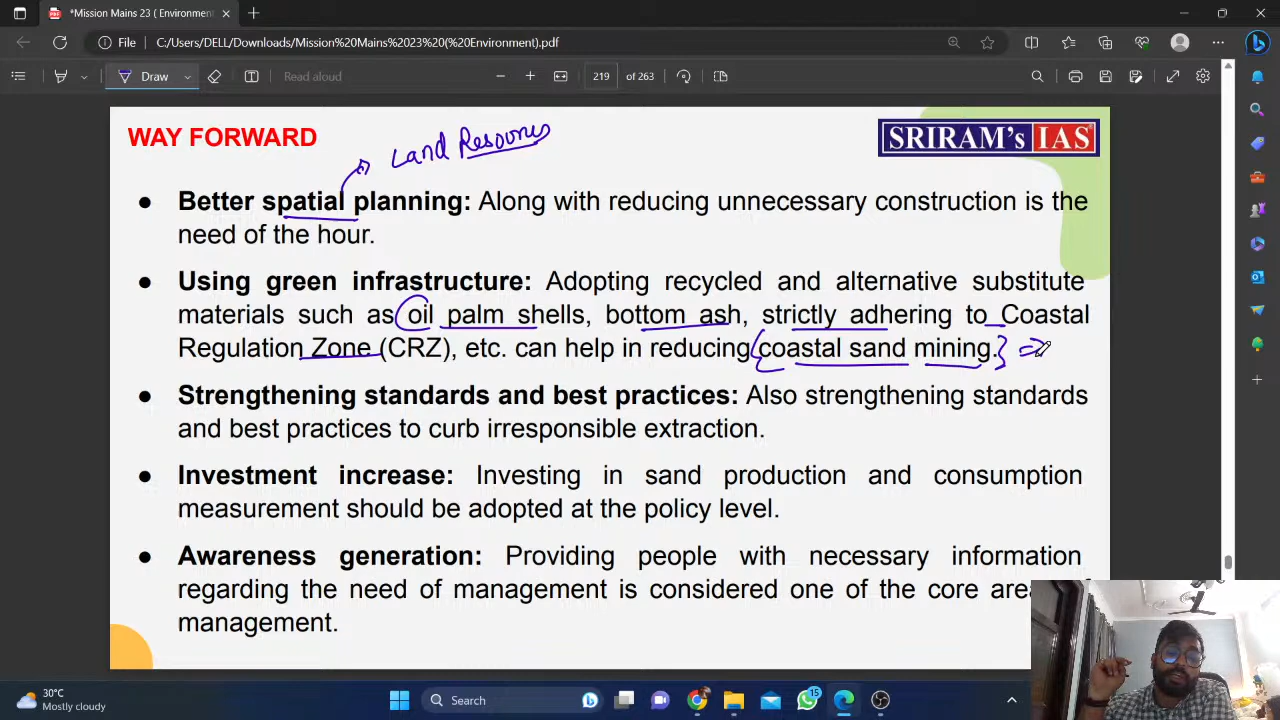 *Mission Mains 23 ( Environment
File
C:/Users/DELL/Downloads/Mission%20Mains%202023%20(%20Environment).pdf
Draw
Read aloud
219 of 263
WAY FORWARD
Land Resources
SRIRAM's IAS
● Better spatial planning: Along with reducing unnecessary construction is the
need of the hour.
● Using green infrastructure: Adopting recycled and alternative substitute
materials such as oil palm shells, bottom ash, strictly adhering to Coastal
Regulation Zone (CRZ), etc. can help in reducing coastal sand mining.
● Strengthening standards and best practices: Also strengthening standards
and best practices to curb irresponsible extraction.
● Investment increase: Investing in sand production and consumption
measurement should be adopted at the policy level.
● Awareness generation: Providing people with necessary information
regarding the need of management is considered one of the core
management.
30°C
Mostly cloudy
Search
15